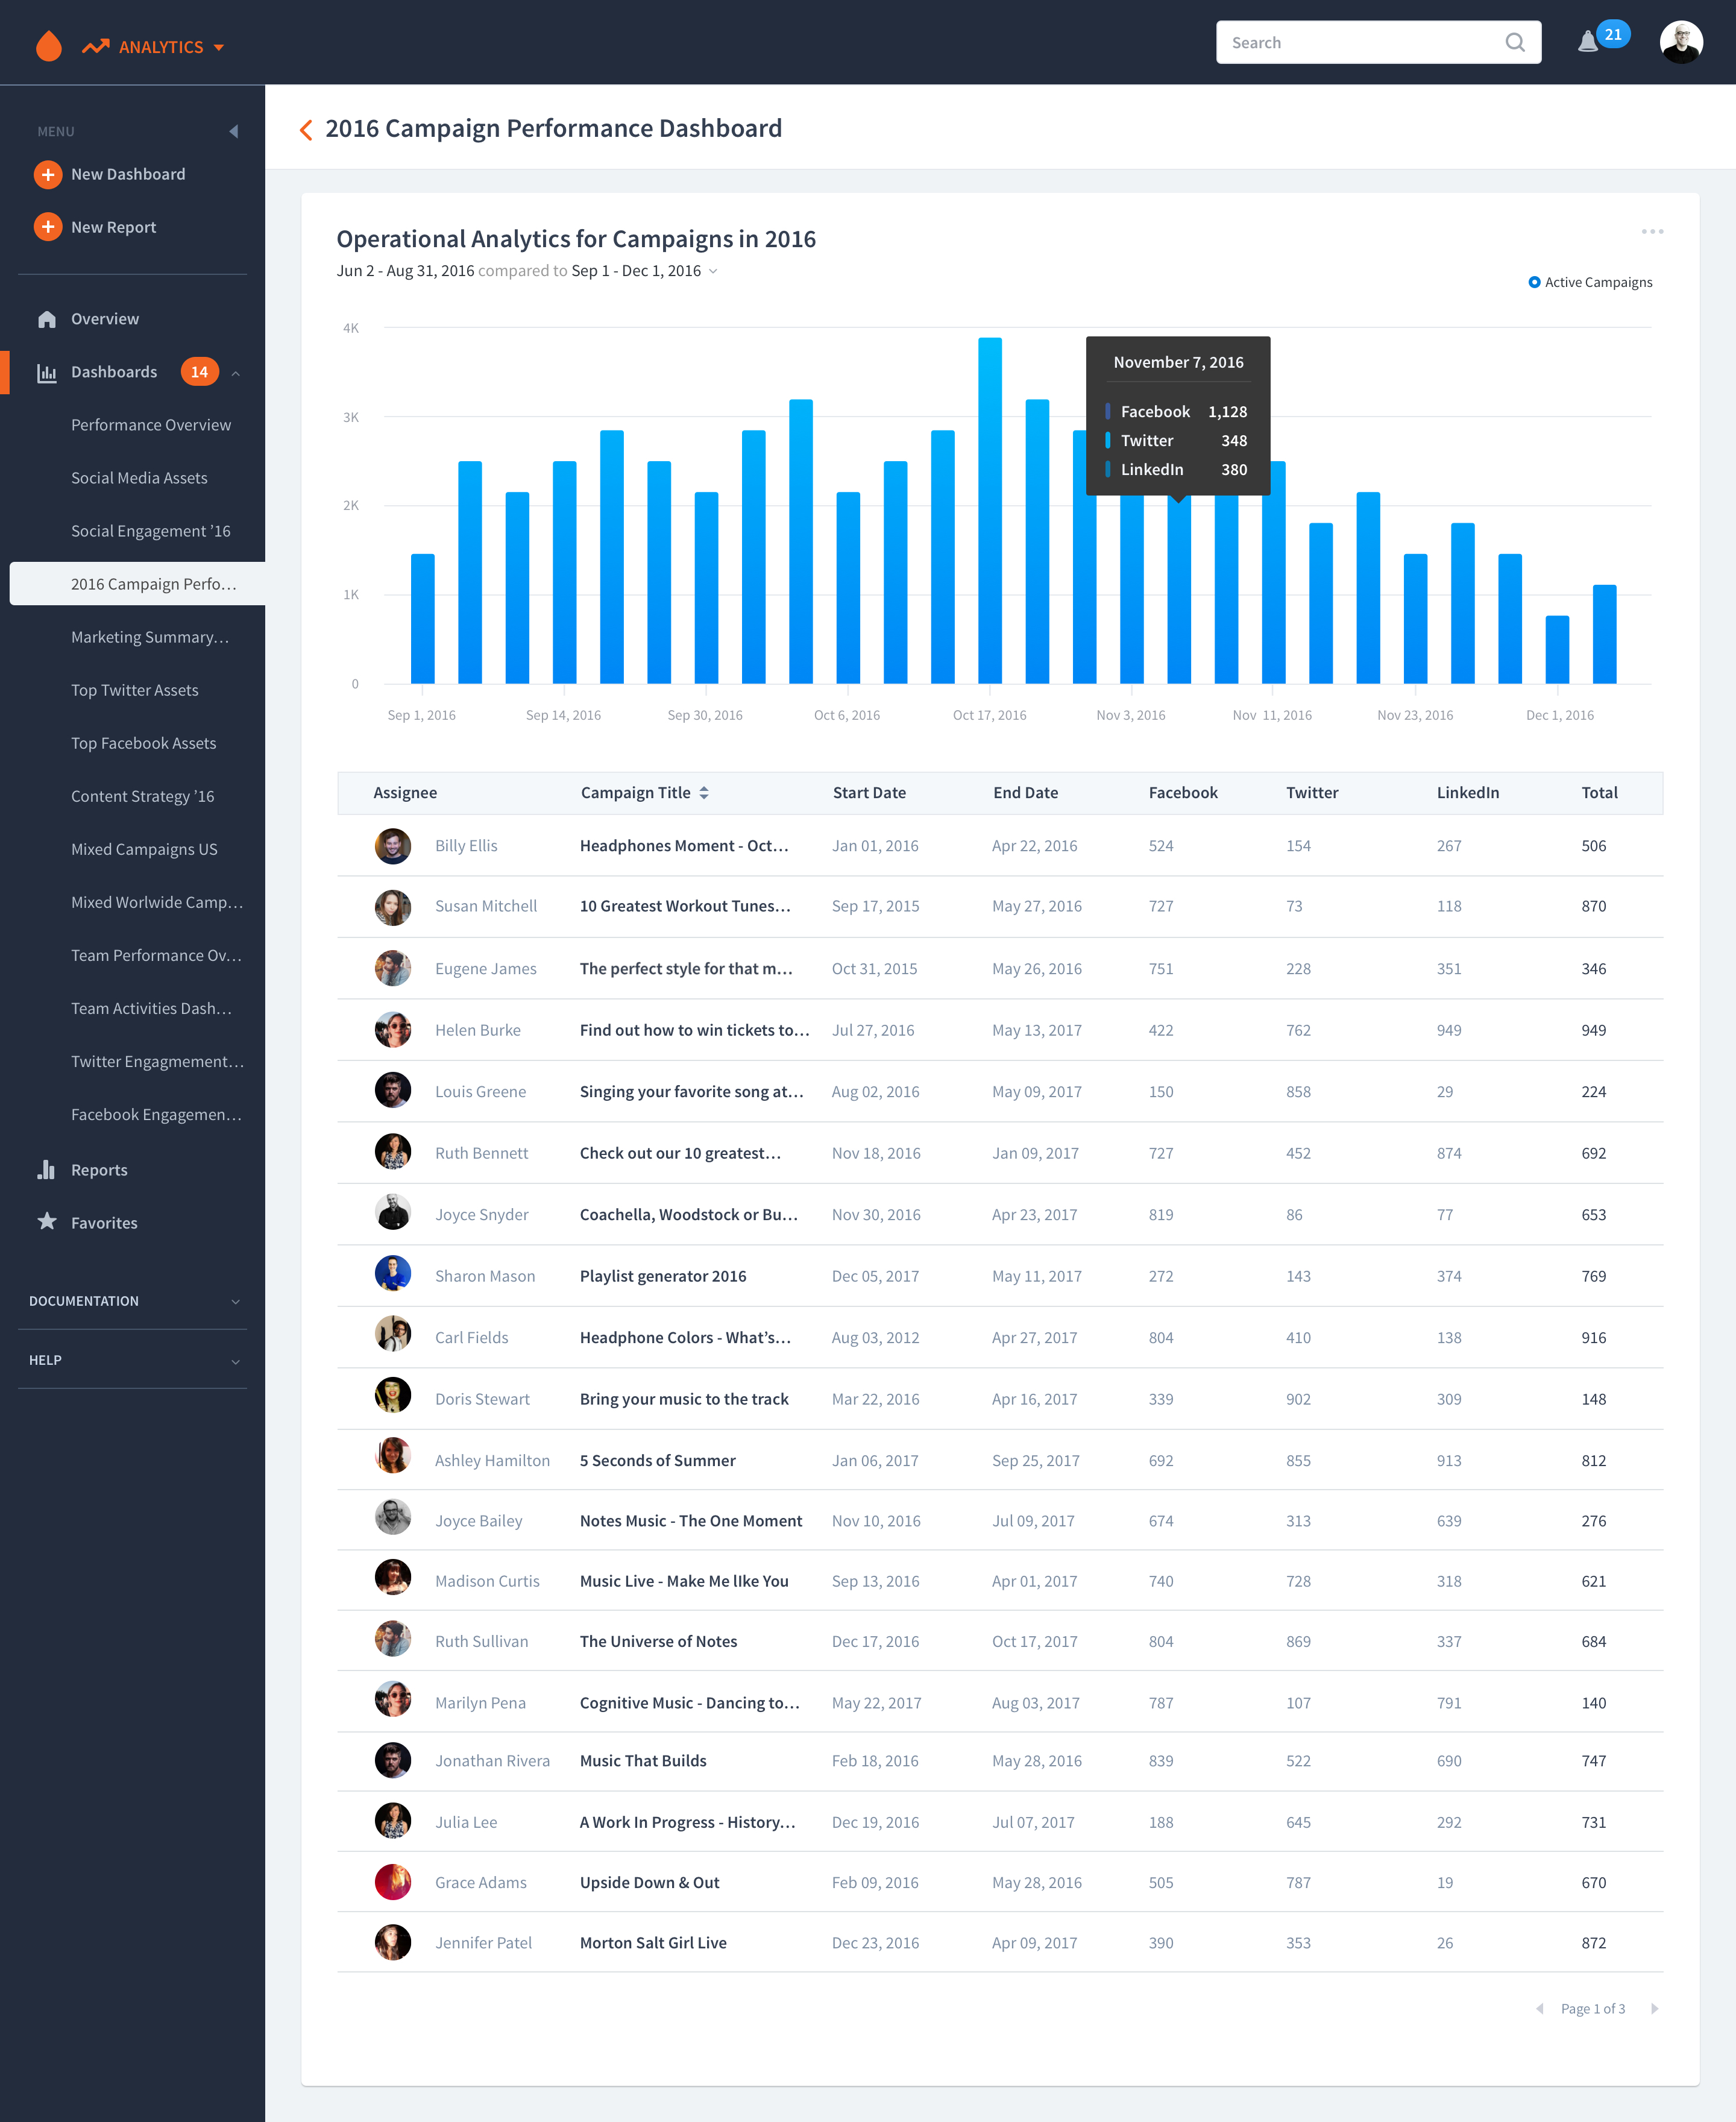 ANALYTICS
Search
21
MENU
New Dashboard
New Report
Overview
Dashboards 14
Performance Overview
Social Media Assets
Social Engagement ’16
2016 Campaign Perfo…
Marketing Summary…
Top Twitter Assets
Top Facebook Assets
Content Strategy ’16
Mixed Campaigns US
Mixed Worlwide Camp…
Team Performance Ov…
Team Activities Dash…
Twitter Engagmement…
Facebook Engagemen…
Reports
Favorites
DOCUMENTATION
HELP
2016 Campaign Performance Dashboard
Operational Analytics for Campaigns in 2016
Jun 2 - Aug 31, 2016 compared to Sep 1 - Dec 1, 2016
Active Campaigns
4K
3K
2K
1K
0
November 7, 2016
Facebook 1,128
Twitter 348
LinkedIn 380
Sep 1, 2016 Sep 14, 2016 Sep 30, 2016 Oct 6, 2016 Oct 17, 2016 Nov 3, 2016 Nov 11, 2016 Nov 23, 2016 Dec 1, 2016
Assignee Campaign Title Start Date End Date Facebook Twitter LinkedIn Total
Billy Ellis Headphones Moment - Oct… Jan 01, 2016 Apr 22, 2016 524 154 267 506
Susan Mitchell 10 Greatest Workout Tunes… Sep 17, 2015 May 27, 2016 727 73 118 870
Eugene James The perfect style for that m… Oct 31, 2015 May 26, 2016 751 228 351 346
Helen Burke Find out how to win tickets to… Jul 27, 2016 May 13, 2017 422 762 949 949
Louis Greene Singing your favorite song at… Aug 02, 2016 May 09, 2017 150 858 29 224
Ruth Bennett Check out our 10 greatest… Nov 18, 2016 Jan 09, 2017 727 452 874 692
Joyce Snyder Coachella, Woodstock or Bu… Nov 30, 2016 Apr 23, 2017 819 86 77 653
Sharon Mason Playlist generator 2016 Dec 05, 2017 May 11, 2017 272 143 374 769
Carl Fields Headphone Colors - What’s… Aug 03, 2012 Apr 27, 2017 804 410 138 916
Doris Stewart Bring your music to the track Mar 22, 2016 Apr 16, 2017 339 902 309 148
Ashley Hamilton 5 Seconds of Summer Jan 06, 2017 Sep 25, 2017 692 855 913 812
Joyce Bailey Notes Music - The One Moment Nov 10, 2016 Jul 09, 2017 674 313 639 276
Madison Curtis Music Live - Make Me lIke You Sep 13, 2016 Apr 01, 2017 740 728 318 621
Ruth Sullivan The Universe of Notes Dec 17, 2016 Oct 17, 2017 804 869 337 684
Marilyn Pena Cognitive Music - Dancing to… May 22, 2017 Aug 03, 2017 787 107 791 140
Jonathan Rivera Music That Builds Feb 18, 2016 May 28, 2016 839 522 690 747
Julia Lee A Work In Progress - History… Dec 19, 2016 Jul 07, 2017 188 645 292 731
Grace Adams Upside Down & Out Feb 09, 2016 May 28, 2016 505 787 19 670
Jennifer Patel Morton Salt Girl Live Dec 23, 2016 Apr 09, 2017 390 353 26 872
Page 1 of 3